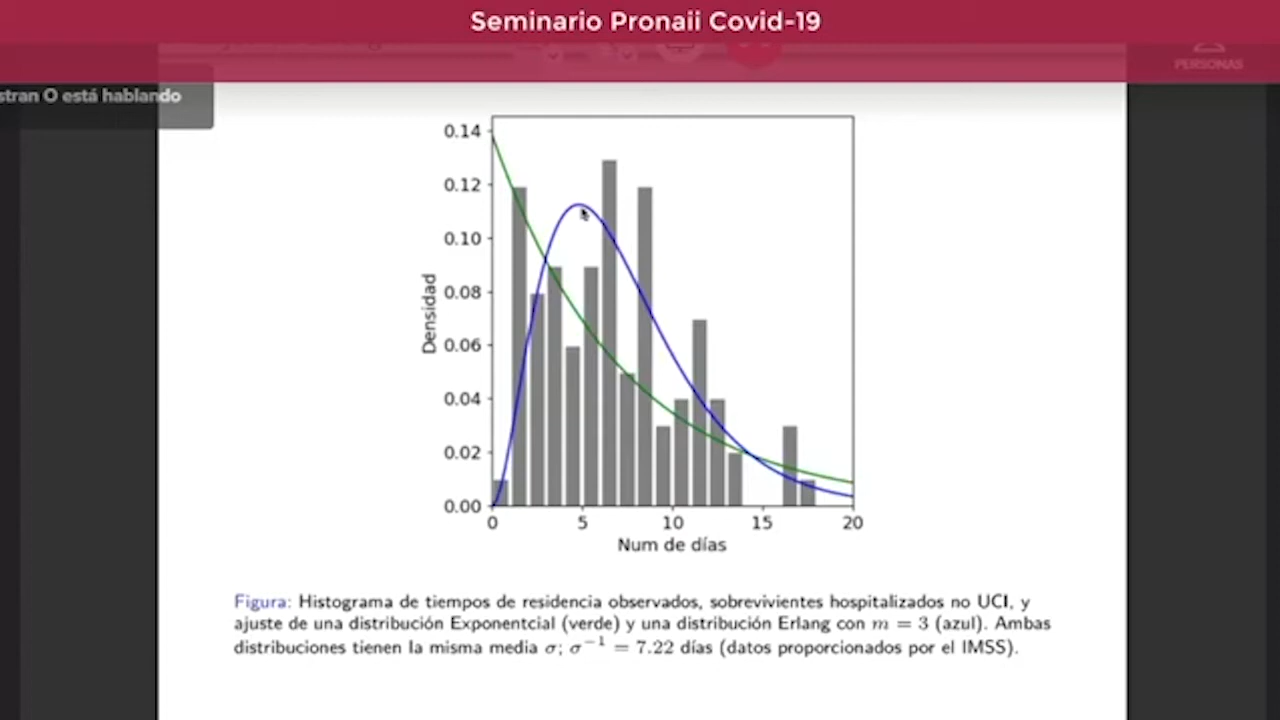 Seminario Pronaii Covid-19
PERSONAS
stran O está hablando
0.14
0.12
0.10
0.08
0.06
0.04
0.02
0.00
Densidad
0 5 10 15 20
Num de días
Figura: Histograma de tiempos de residencia observados, sobrevivientes hospitalizados no UCI, y
ajuste de una distribución Exponentcial (verde) y una distribución Erlang con m = 3 (azul). Ambas
distribuciones tienen la misma media σ; σ⁻¹ = 7.22 días (datos proporcionados por el IMSS).